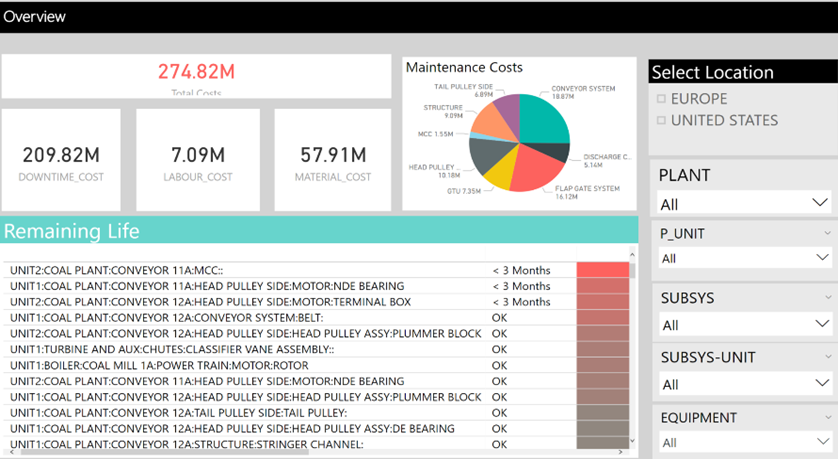 Overview
274.82M
Total Costs
209.82M
DOWNTIME_COST
7.09M
LABOUR_COST
57.91M
MATERIAL_COST
Maintenance Costs
TAIL PULLEY SIDE
6.89M
CONVEYOR SYSTEM
18.87M
STRUCTURE
9.09M
MCC 1.55M
DISCHARGE C...
5.14M
HEAD PULLEY ...
10.18M
GTU 7.35M
FLAP GATE SYSTEM
16.12M
Select Location
EUROPE
UNITED STATES
PLANT
All
P_UNIT
All
SUBSYS
All
SUBSYS-UNIT
All
EQUIPMENT
All
Remaining Life
UNIT2:COAL PLANT:CONVEYOR 11A:MCC:: < 3 Months
UNIT1:COAL PLANT:CONVEYOR 11A:HEAD PULLEY SIDE:MOTOR:NDE BEARING < 3 Months
UNIT2:COAL PLANT:CONVEYOR 12A:HEAD PULLEY SIDE:MOTOR:TERMINAL BOX < 3 Months
UNIT1:COAL PLANT:CONVEYOR 12A:CONVEYOR SYSTEM:BELT: OK
UNIT2:COAL PLANT:CONVEYOR 12A:HEAD PULLEY SIDE:HEAD PULLEY ASSY:PLUMMER BLOCK OK
UNIT1:TURBINE AND AUX:CHUTES:CLASSIFIER VANE ASSEMBLY:: OK
UNIT1:BOILER:COAL MILL 1A:POWER TRAIN:MOTOR:ROTOR OK
UNIT2:COAL PLANT:CONVEYOR 11A:HEAD PULLEY SIDE:MOTOR:NDE BEARING OK
UNIT1:COAL PLANT:CONVEYOR 12A:HEAD PULLEY SIDE:HEAD PULLEY ASSY:PLUMMER BLOCK OK
UNIT1:COAL PLANT:CONVEYOR 12A:TAIL PULLEY SIDE:TAIL PULLEY: OK
UNIT1:COAL PLANT:CONVEYOR 12A:HEAD PULLEY SIDE:HEAD PULLEY ASSY:DE BEARING OK
UNIT1:COAL PLANT:CONVEYOR 12A:STRUCTURE:STRINGER CHANNEL: OK